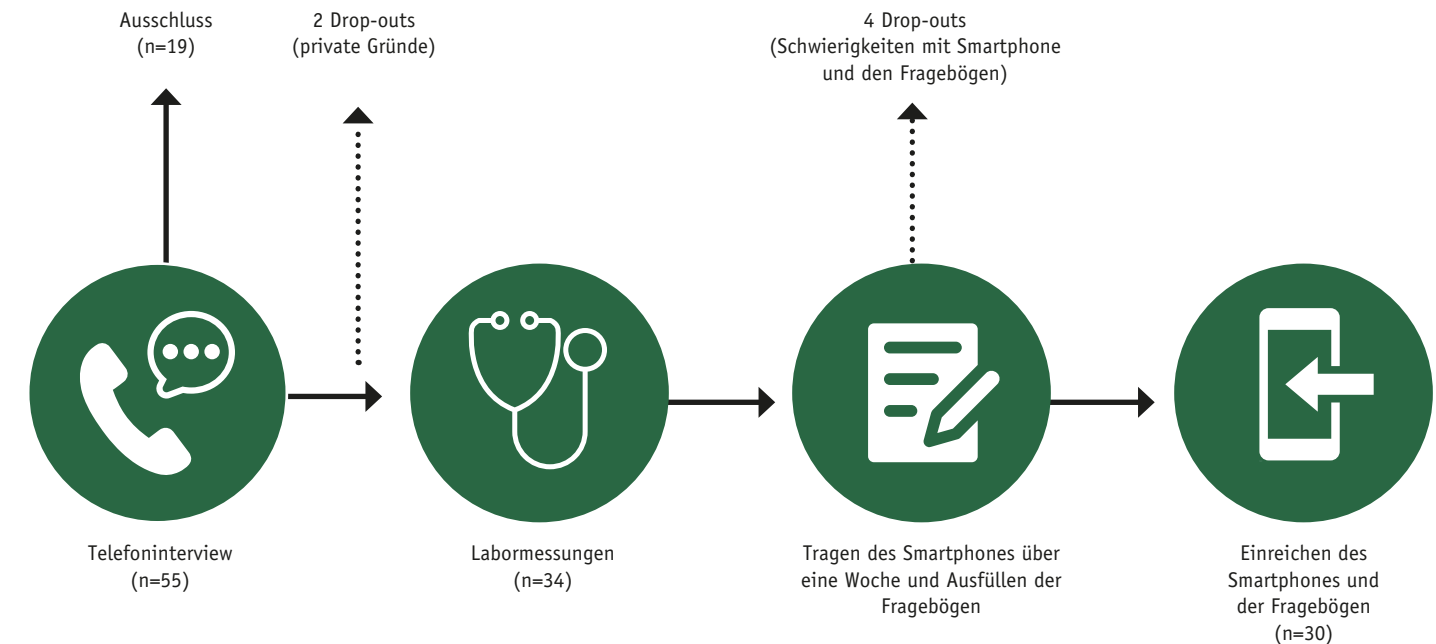 Ausschluss
(n=19)
2 Drop-outs
(private Gründe)
4 Drop-outs
(Schwierigkeiten mit Smartphone
und den Fragebögen)
Telefoninterview
(n=55)
Labormessungen
(n=34)
Tragen des Smartphones über
eine Woche und Ausfüllen der
Fragebögen
Einreichen des
Smartphones und
der Fragebögen
(n=30)